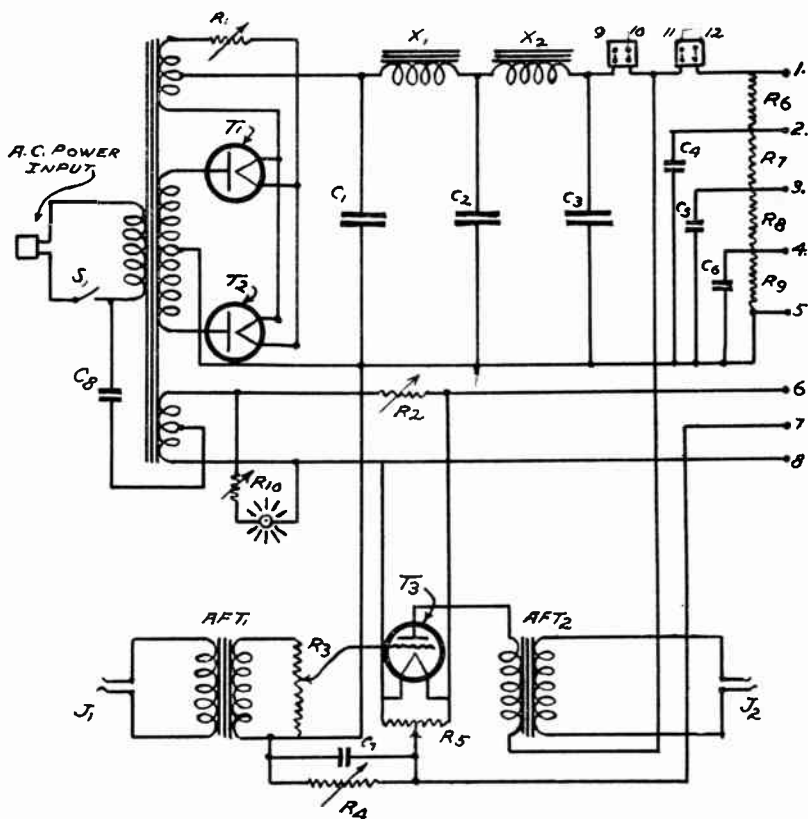 R1
X1
X2
9
10
11
12
1.
R6
2.
A.C. POWER
INPUT
T1
C4
R7
3.
C1
C2
C3
C5
R8
4.
S1
T2
C6
R9
5
C8
6
R2
7
R10
8
T3
AFT1
AFT2
R3
J1
J2
C7
R5
R4